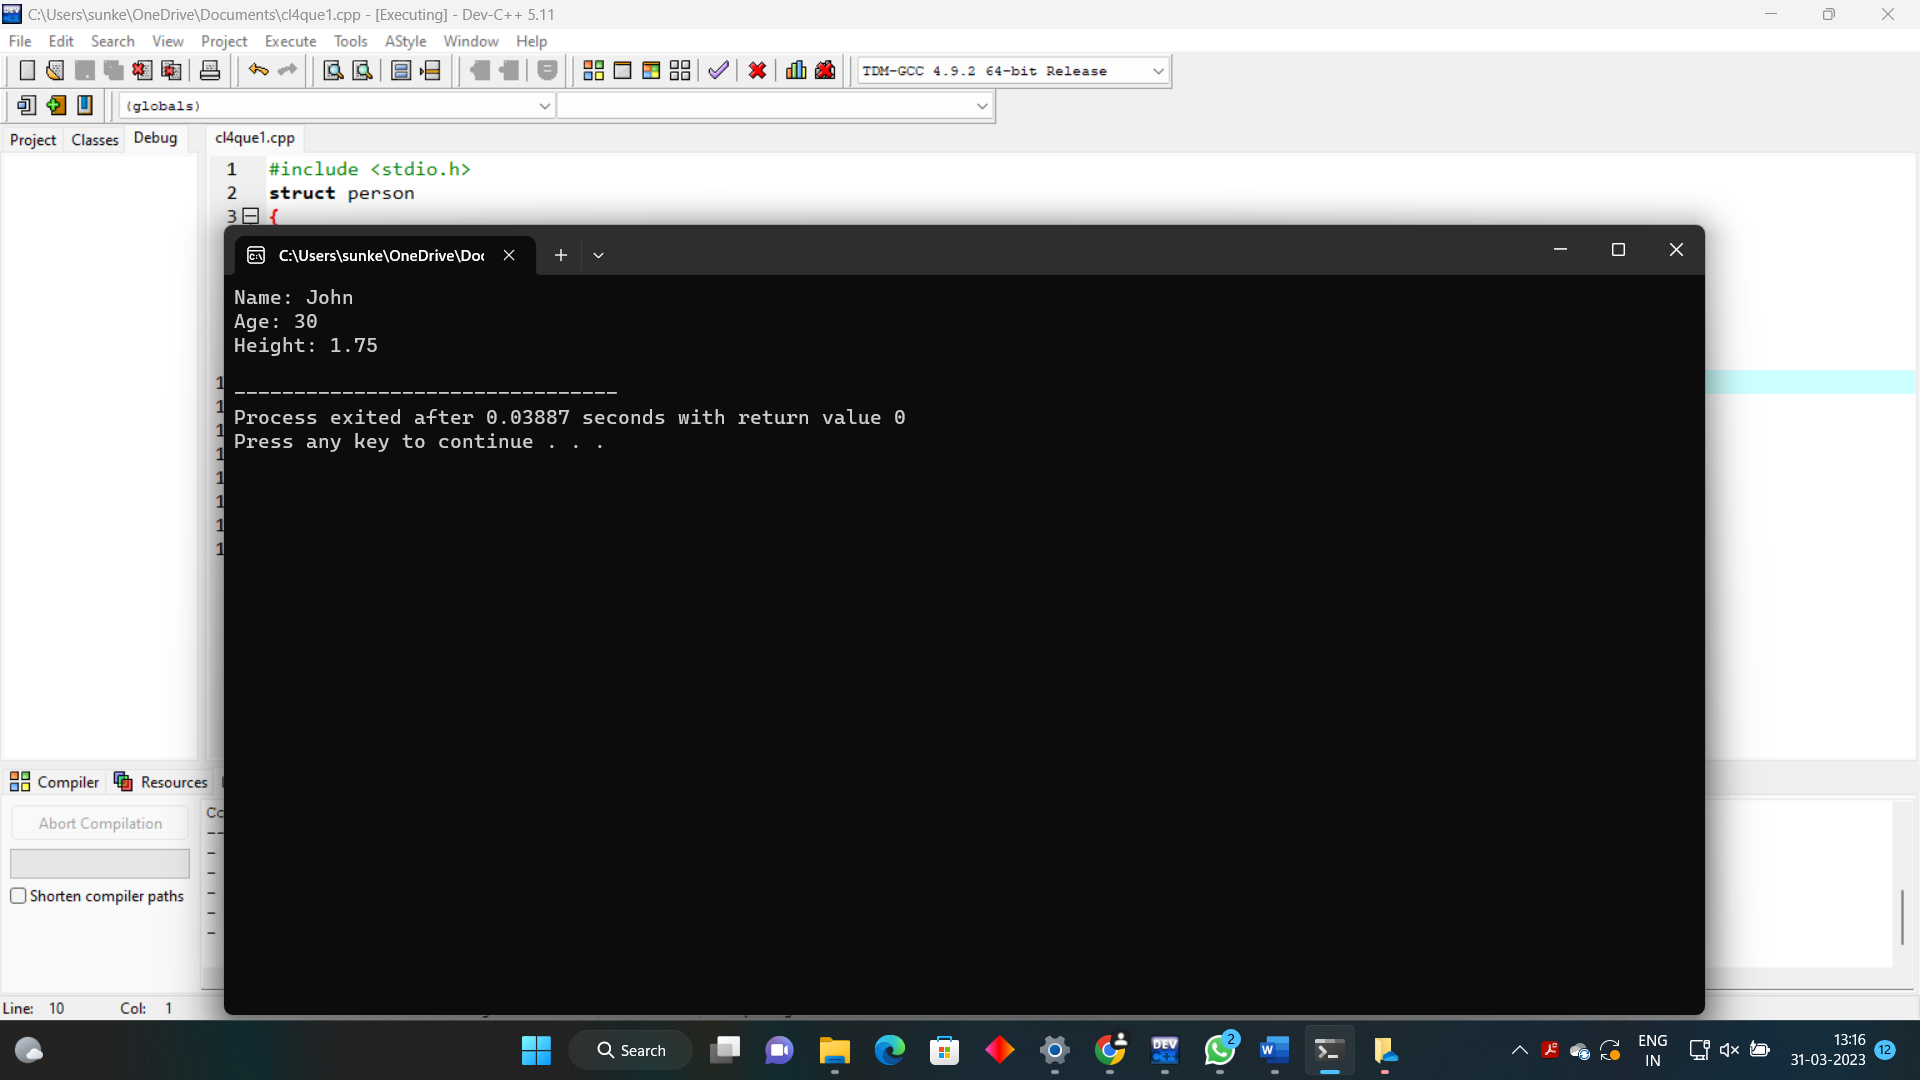 C:\Users\sunke\OneDrive\Documents\cl4que1.cpp - [Executing] - Dev-C++ 5.11
File Edit Search View Project Execute Tools AStyle Window Help
TDM-GCC 4.9.2 64-bit Release
(globals)
Project Classes Debug
cl4que1.cpp
1 #include <stdio.h>
2 struct person
3 {
C:\Users\sunke\OneDrive\Doc
Name: John
Age: 30
Height: 1.75
--------------------------------
Process exited after 0.03887 seconds with return value 0
Press any key to continue . . .
Compiler Resources
Abort Compilation
Shorten compiler paths
Line: 10 Col: 1
Search
DEV C++
2
ENG
IN
13:16
31-03-2023
12